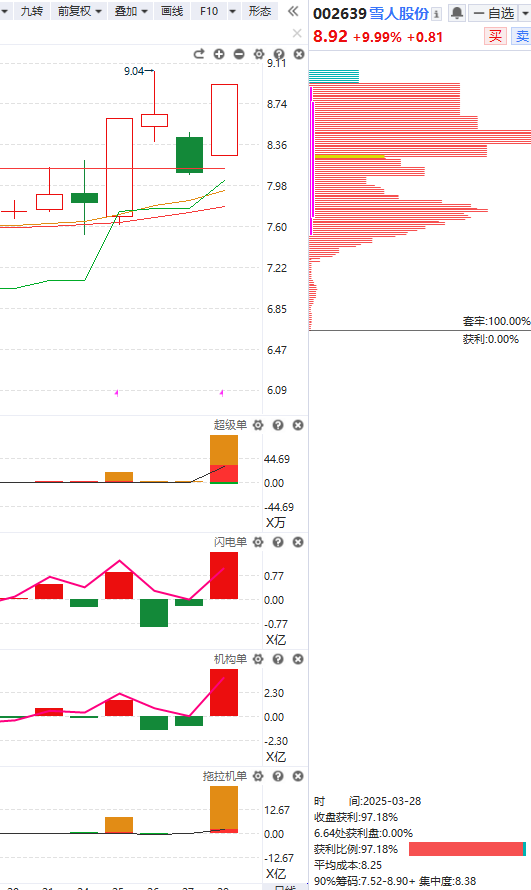 九转 前复权 叠加 画线 F10 形态
002639 雪人股份
自选
8.92 +9.99% +0.81
买 卖
9.11
9.04
8.74
8.36
7.98
7.60
7.22
6.85
6.47
6.09
套牢:100.00%
获利:0.00%
超级单
44.69
0.00
-44.69
X万
闪电单
0.77
0.00
-0.77
X亿
机构单
2.30
0.00
-2.30
X亿
拖拉机单
12.67
0.00
-12.67
X亿
时 间:2025-03-28
收盘获利:97.18%
6.64处获利盘:0.00%
获利比例:97.18%
平均成本:8.25
90%筹码:7.52-8.90+ 集中度:8.38